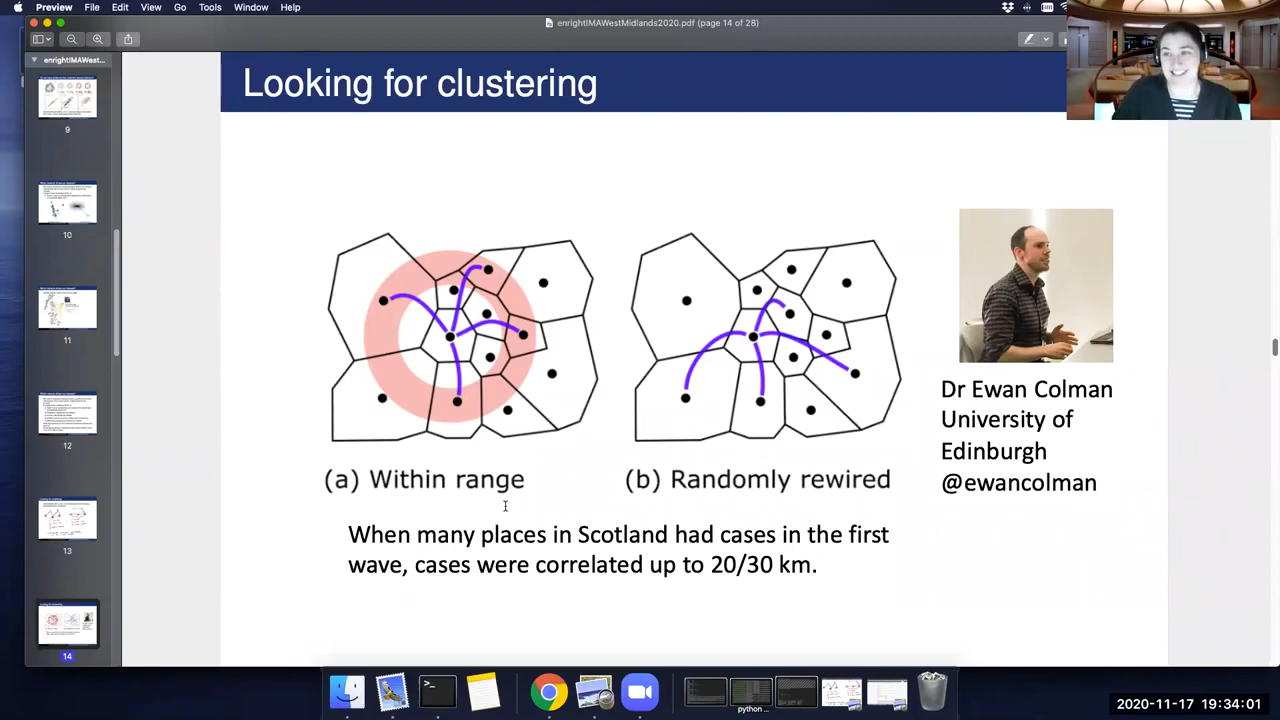 Preview File Edit View Go Tools Window Help
enrightIMAWestMidlands2020.pdf (page 14 of 28)
enrightIMAWest...
9
10
11
12
13
14
Looking for clustering
(a) Within range
(b) Randomly rewired
When many places in Scotland had cases in the first
wave, cases were correlated up to 20/30 km.
Dr Ewan Colman
University of
Edinburgh
@ewancolman
python ...
2020-11-17 19:34:01